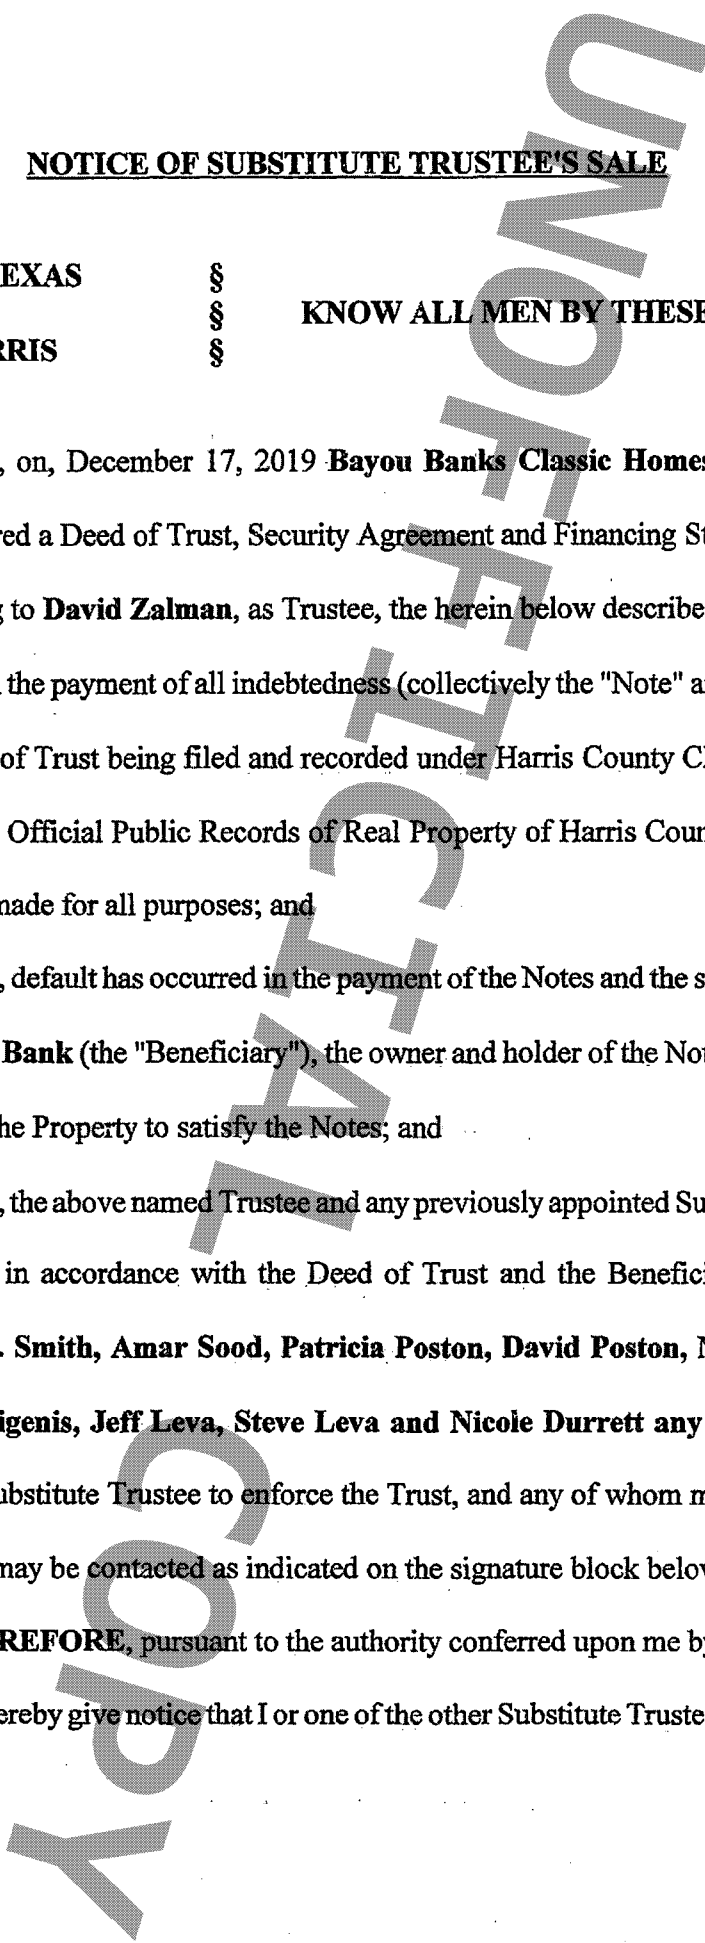 NOTICE OF SUBSTITUTE TRUSTEE'S SALE
EXAS §
§ KNOW ALL MEN BY THESE
RRIS §
, on, December 17, 2019 Bayou Banks Classic Homes
red a Deed of Trust, Security Agreement and Financing St
g to David Zalman, as Trustee, the herein below describe
the payment of all indebtedness (collectively the "Note" a
of Trust being filed and recorded under Harris County C
Official Public Records of Real Property of Harris Coun
made for all purposes; and
, default has occurred in the payment of the Notes and the s
Bank (the "Beneficiary"), the owner and holder of the Not
he Property to satisfy the Notes; and
, the above named Trustee and any previously appointed Su
in accordance with the Deed of Trust and the Benefici
. Smith, Amar Sood, Patricia Poston, David Poston, N
igenis, Jeff Leva, Steve Leva and Nicole Durrett any
ubstitute Trustee to enforce the Trust, and any of whom m
may be contacted as indicated on the signature block below
REFORE, pursuant to the authority conferred upon me by
ereby give notice that I or one of the other Substitute Truste
UNOFFICIAL COPY